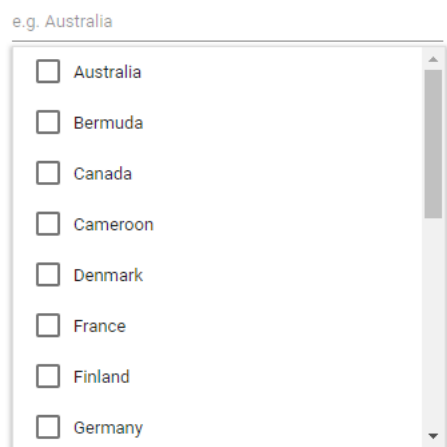 e.g. Australia
Australia
Bermuda
Canada
Cameroon
Denmark
France
Finland
Germany